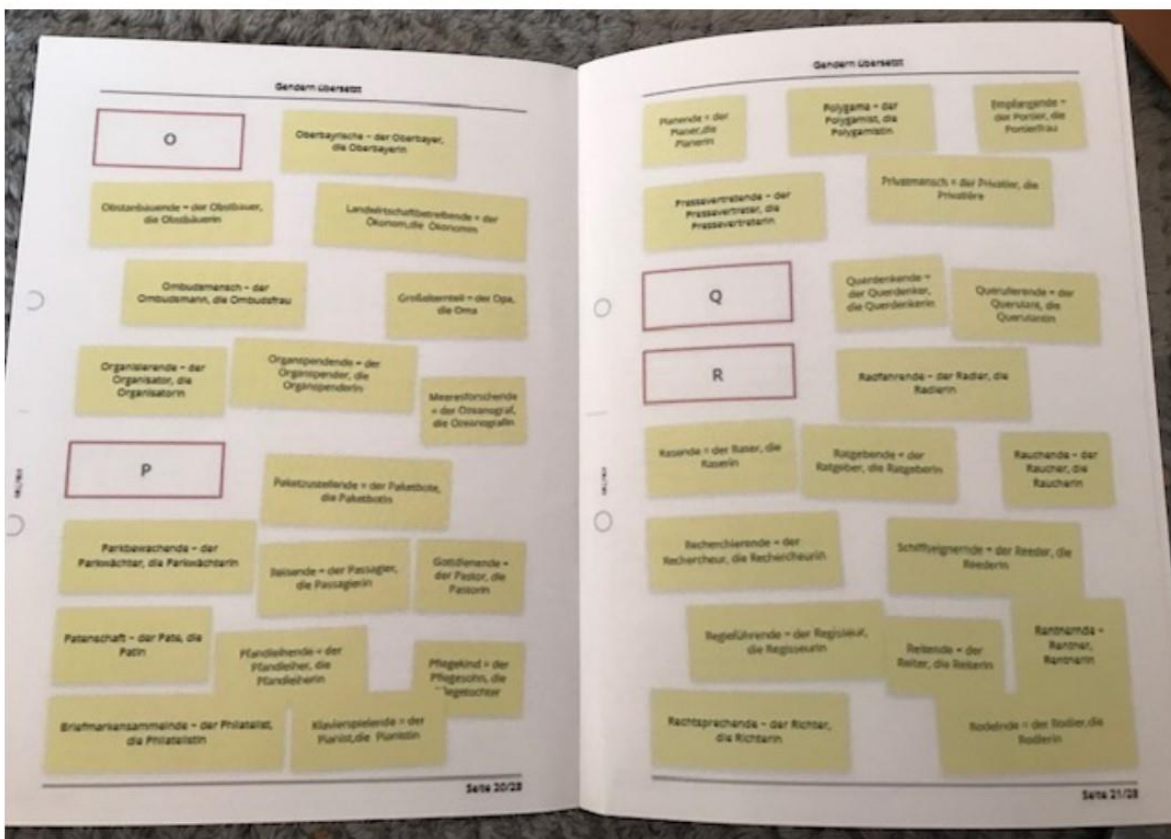 Gendern übersetzt
O
Oberbayrische – der Oberbayer,
die Oberbayerin
Obstanbauende = der Obstbauer,
die Obstbäuerin
Landwirtschaftbetreibende = der
Ökonom,die Ökonomin
Ombudsmensch – der
Ombudsmann, die Ombudsfrau
Großelternteil = der Opa,
die Oma
Organisierende – der
Organisator, die
Organisatorin
Organspendende = der
Organspender, die
Organspenderin
Meeresforschende
= der Ozeanograf,
die Ozeanografin
P
Paketzustellende = der Paketbote,
die Paketbotin
Parkbewachende – der
Parkwächter, die Parkwächterin
Reisende = der Passagier,
die Passagierin
Gottdienende =
der Pastor, die
Pastorin
Patenschaft – der Pate, die
Patin
Pfandleihende = der
Pfandleiher, die
Pfandleiherin
Pflegekind = der
Pflegesohn, die
Briefmarkensammelnde – der Philatelist,
die Philatelistin
Klavierspielende = der
Pianist,die Pianistin
Seite 20/28
Gendern übersetzt
Planende = der
Planer,die
Planerin
Polygame – der
Polygamist, die
Polygamistin
Empfangende =
der Portier, die
Portierfrau
Pressevertretende – der
Pressevertreter, die
Pressevertreterin
Privatmensch = der Privatier, die
Privatière
Q
Querdenkende =
der Querdenker,
die Querdenkerin
Querulierende = der
Querulant, die
Querulantin
R
Radfahrende – der Radler, die
Radlerin
Rasende = der Raser, die
Raserin
Ratgebende = der
Ratgeber, die Ratgeberin
Rauchende – der
Raucher, die
Raucherin
Recherchierende = der
Rechercheur, die Rechercheurin
Schiffseignernde = der Reeder, die
Reederin
Regieführende = der Regisseur,
die Regisseurin
Reitende = der
Reiter, die Reiterin
Rentnernde –
Rentner,
Rentnerin
Rechtsprechende – der Richter,
die Richterin
Rodelnde = der Rodler,die
Rodlerin
Seite 21/28